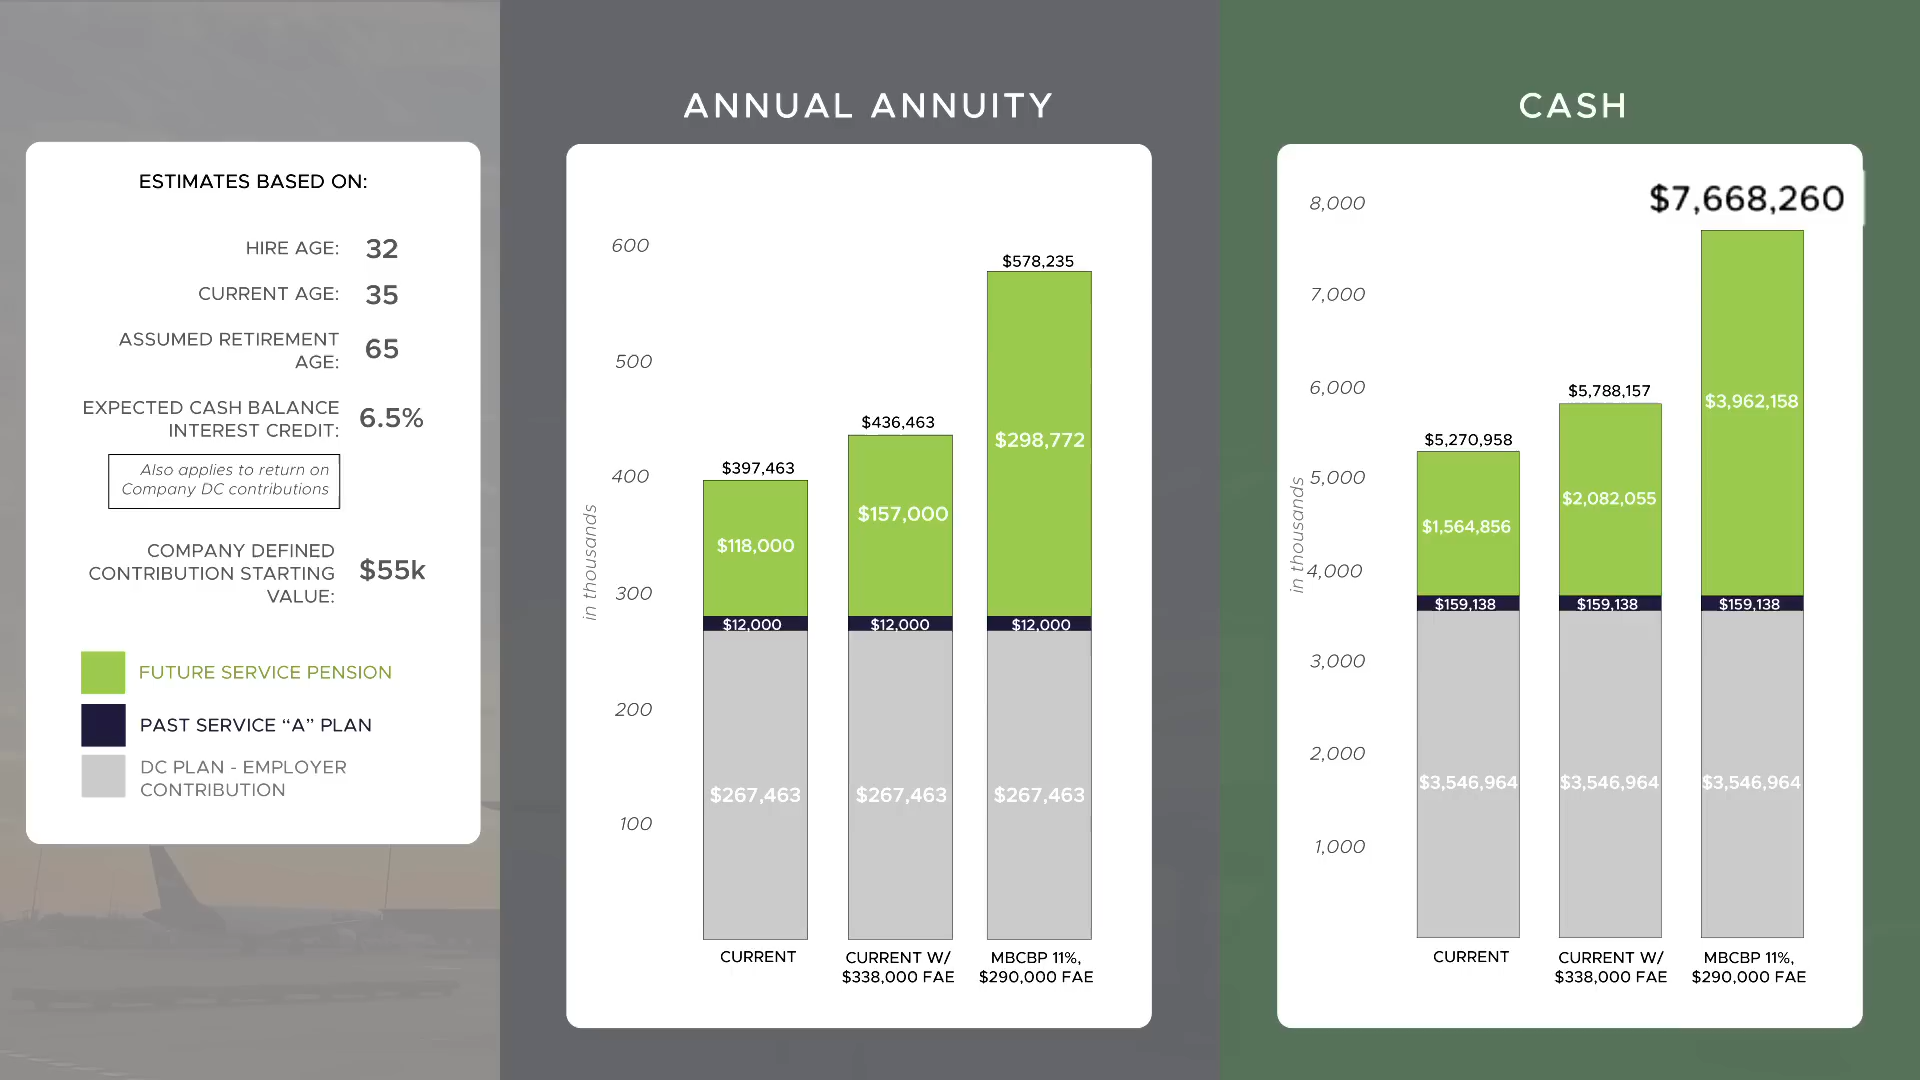 ESTIMATES BASED ON:
HIRE AGE: 32
CURRENT AGE: 35
ASSUMED RETIREMENT
AGE: 65
EXPECTED CASH BALANCE
INTEREST CREDIT: 6.5%
Also applies to return on
Company DC contributions
COMPANY DEFINED
CONTRIBUTION STARTING
VALUE: $55k
FUTURE SERVICE PENSION
PAST SERVICE “A” PLAN
DC PLAN - EMPLOYER
CONTRIBUTION
ANNUAL ANNUITY
600
500
400
300
200
100
in thousands
$397,463
$118,000
$12,000
$267,463
CURRENT
$436,463
$157,000
$12,000
$267,463
CURRENT W/
$338,000 FAE
$578,235
$298,772
$12,000
$267,463
MBCBP 11%,
$290,000 FAE
CASH
8,000
7,000
6,000
5,000
4,000
3,000
2,000
1,000
in thousands
$5,270,958
$1,564,856
$159,138
$3,546,964
CURRENT
$5,788,157
$2,082,055
$159,138
$3,546,964
CURRENT W/
$338,000 FAE
$7,668,260
$3,962,158
$159,138
$3,546,964
MBCBP 11%,
$290,000 FAE